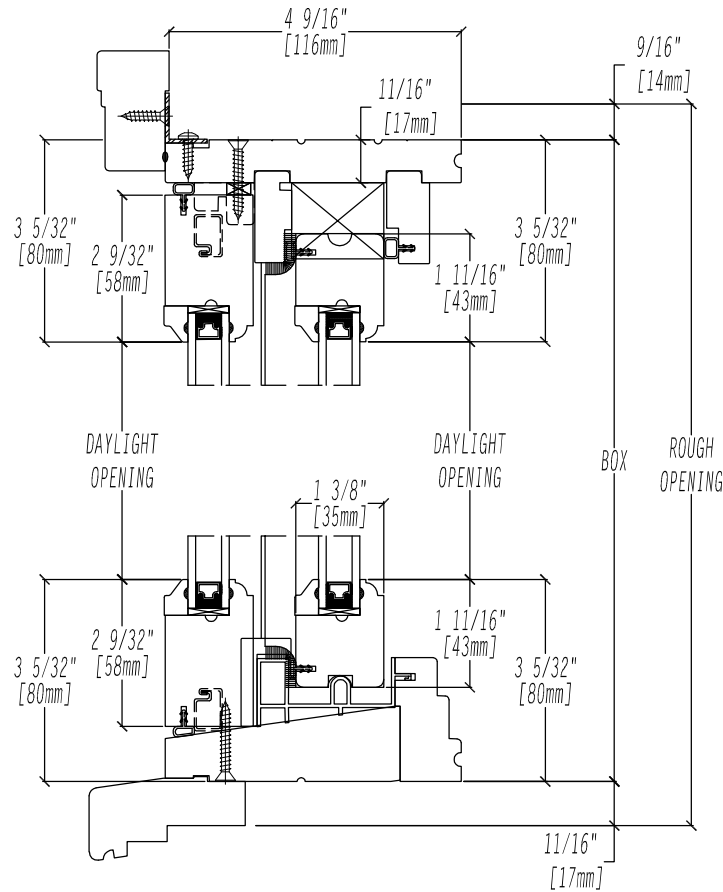 4 9/16"
[116mm]
9/16"
[14mm]
11/16"
[17mm]
3 5/32"
[80mm]
2 9/32"
[58mm]
3 5/32"
[80mm]
1 11/16"
[43mm]
DAYLIGHT
OPENING
DAYLIGHT
OPENING
BOX
ROUGH
OPENING
1 3/8"
[35mm]
3 5/32"
[80mm]
2 9/32"
[58mm]
1 11/16"
[43mm]
3 5/32"
[80mm]
11/16"
[17mm]